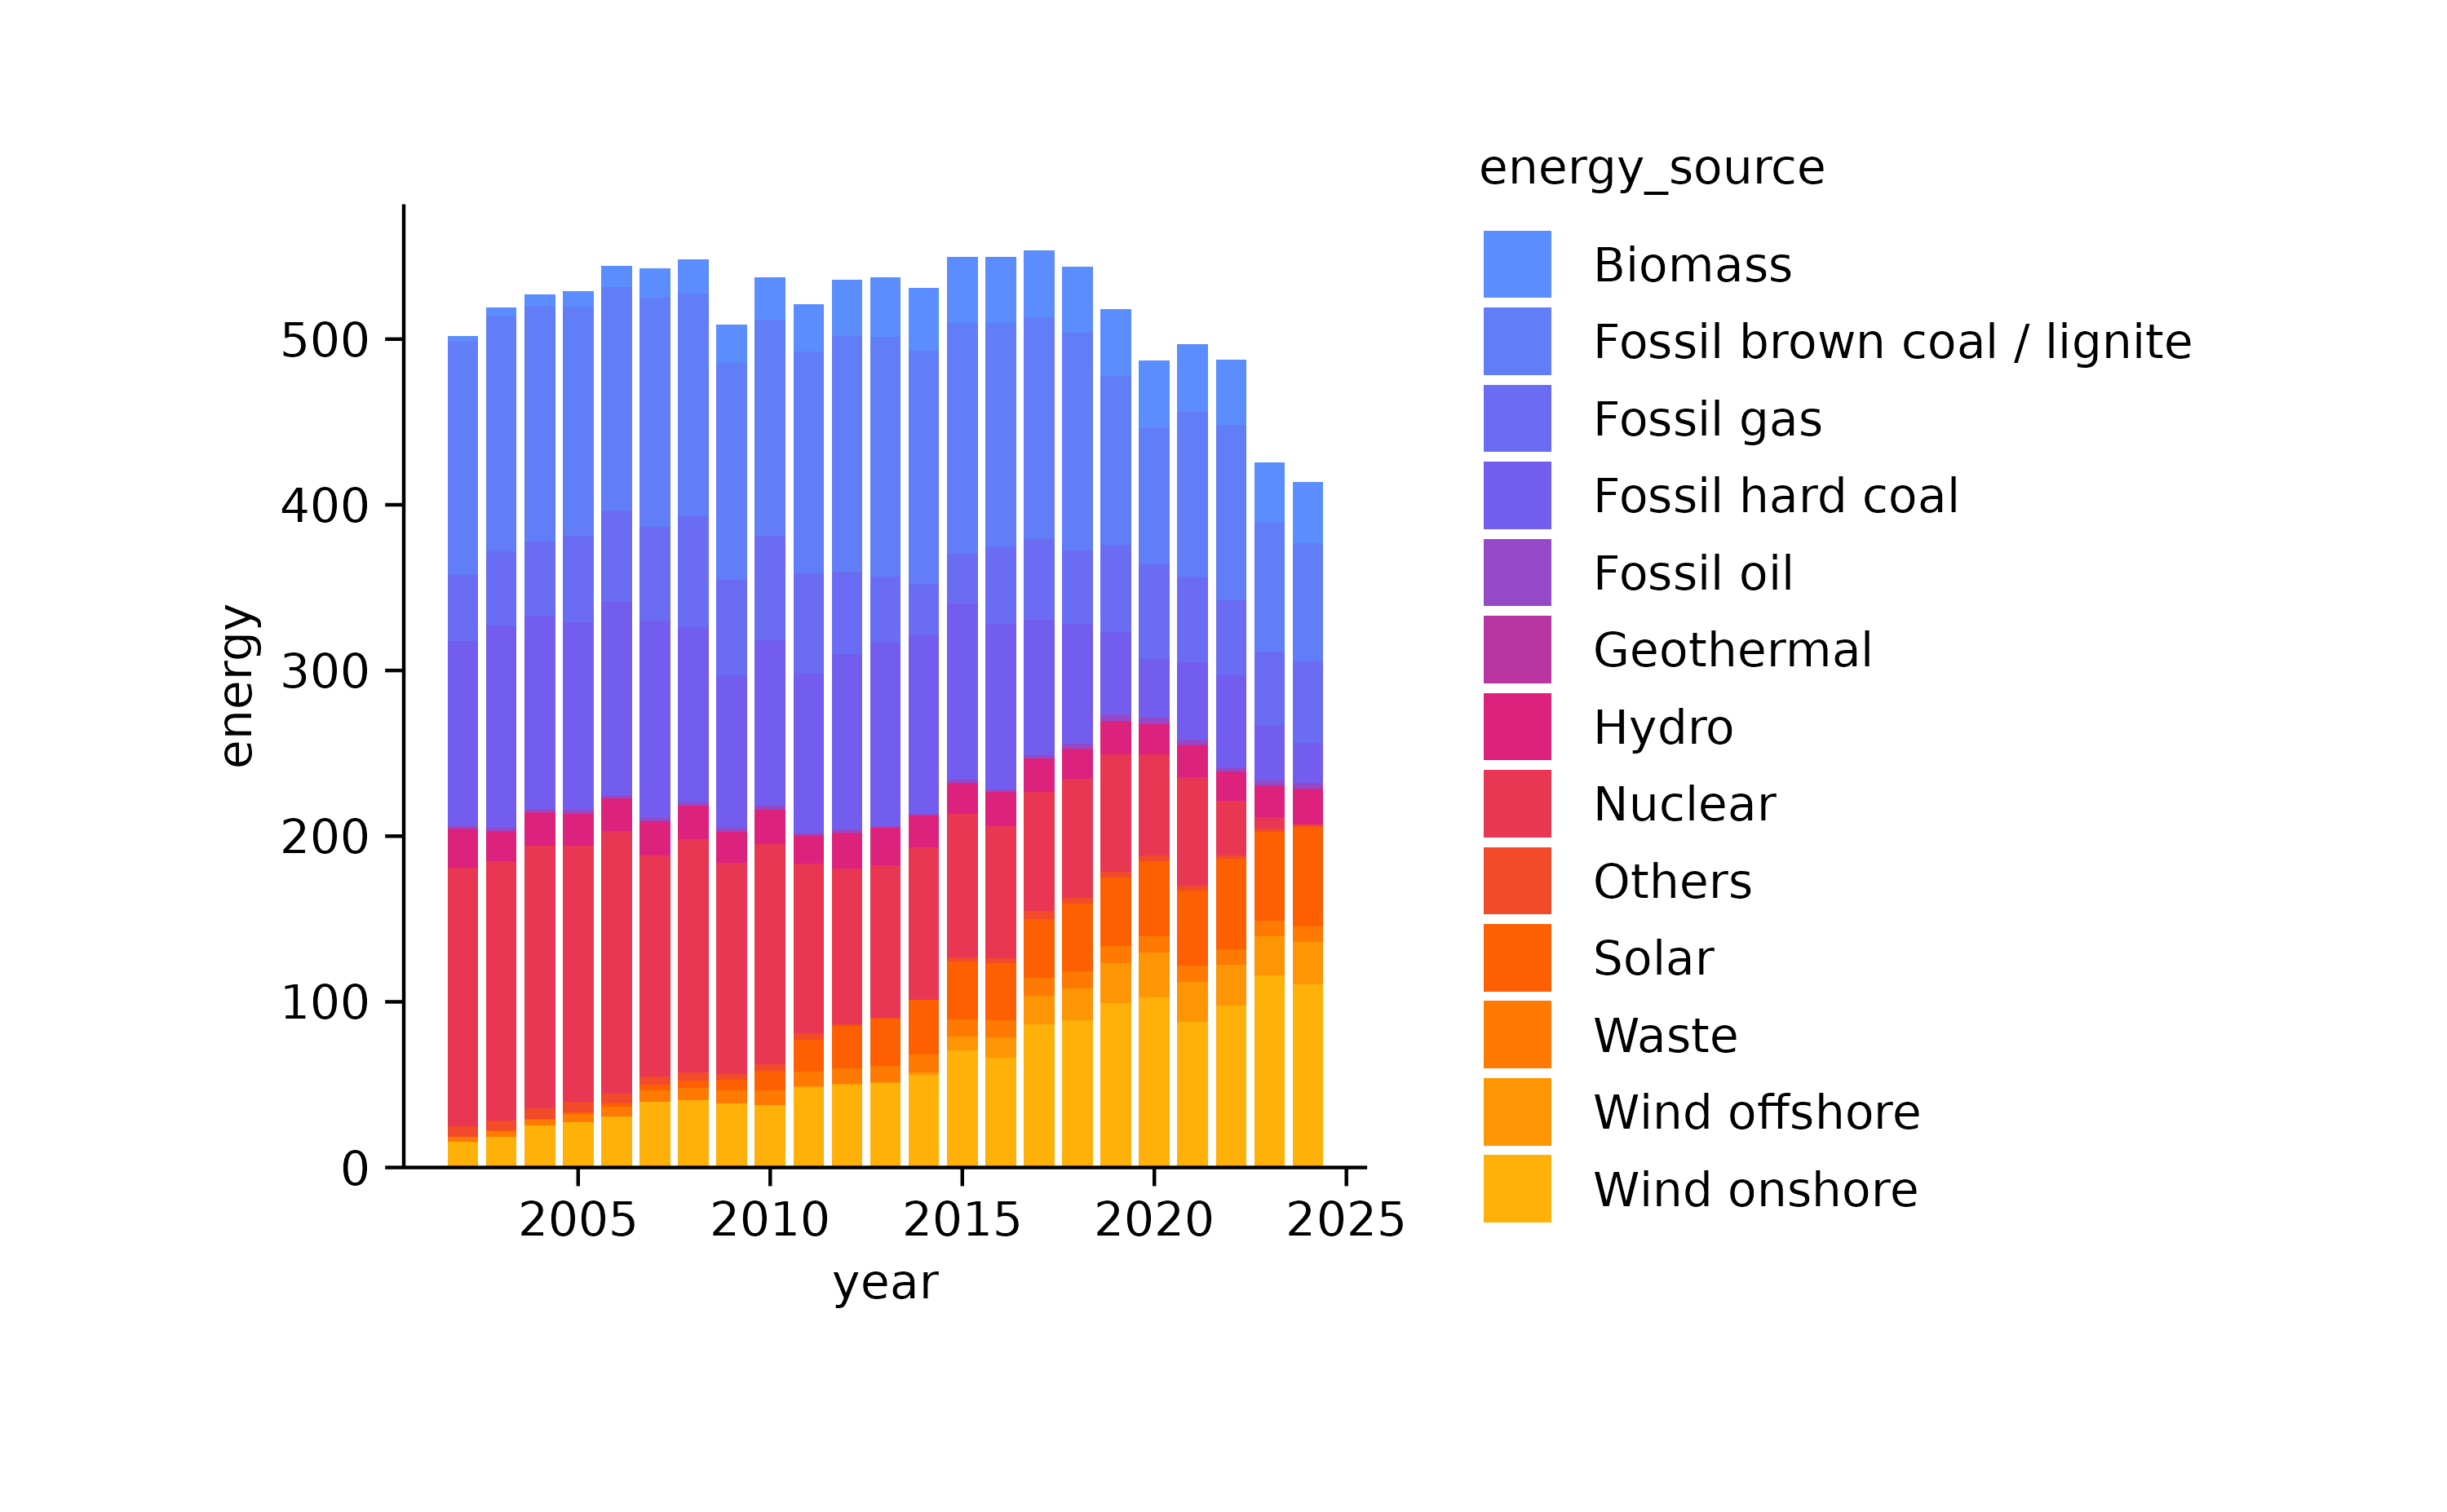 energy_source
Biomass
Fossil brown coal / lignite
Fossil gas
Fossil hard coal
Fossil oil
Geothermal
Hydro
Nuclear
Others
Solar
Waste
Wind offshore
Wind onshore
energy
500
400
300
200
100
0
2005 2010 2015 2020 2025
year